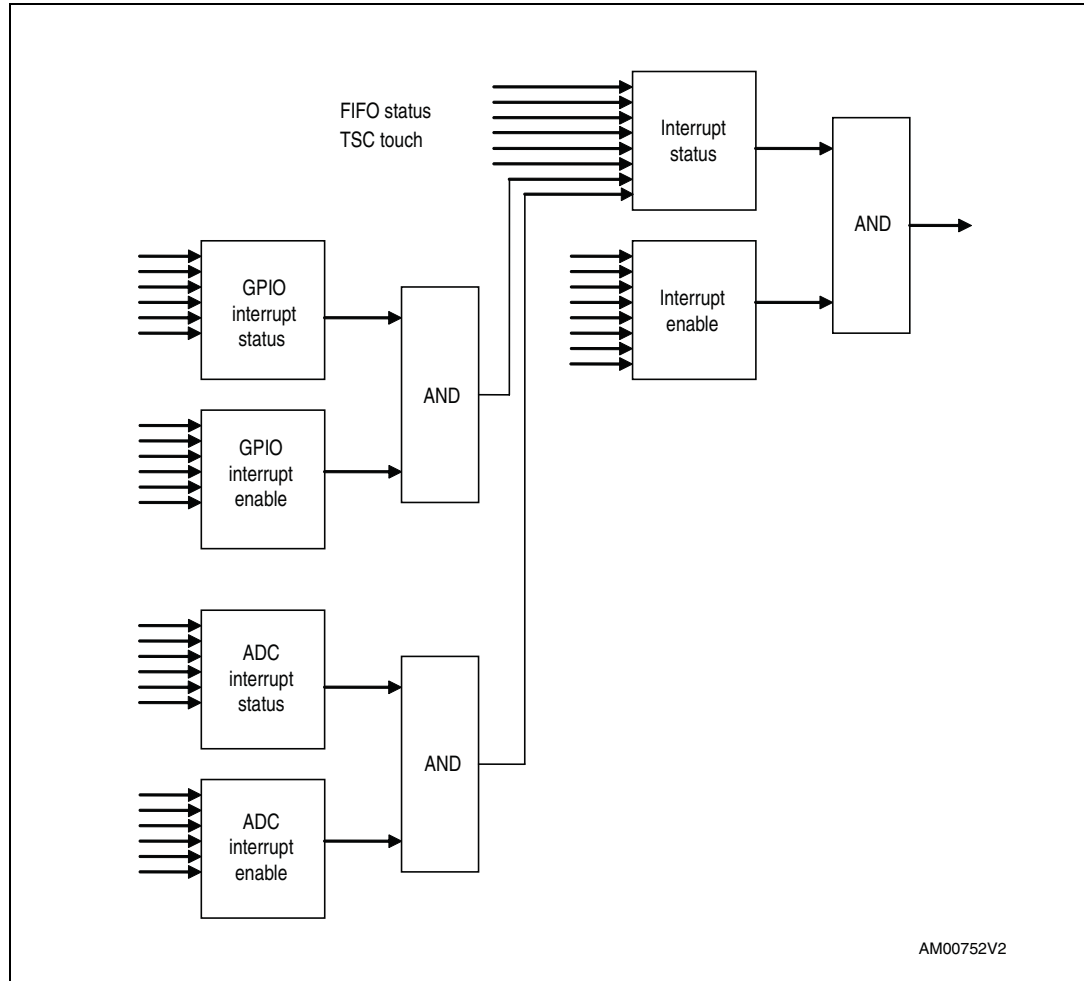 FIFO status
TSC touch
Interrupt
status
AND
GPIO
interrupt
status
Interrupt
enable
AND
GPIO
interrupt
enable
ADC
interrupt
status
AND
ADC
interrupt
enable
AM00752V2